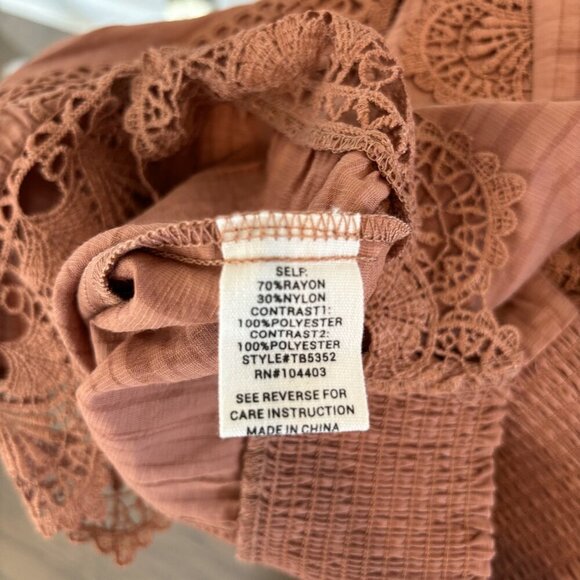 SELF:
70%RAYON
30%NYLON
CONTRAST1:
100%POLYESTER
CONTRAST2:
100%POLYESTER
STYLE#TB5352
RN#104403
SEE REVERSE FOR
CARE INSTRUCTION
MADE IN CHINA